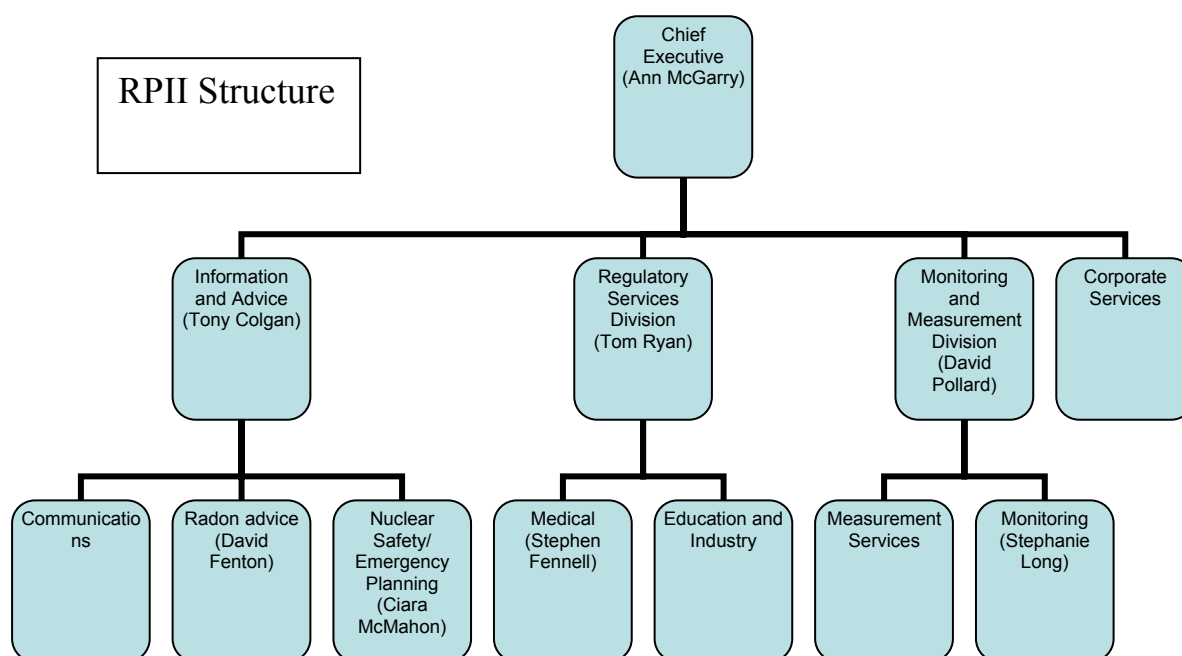 RPII Structure
Chief
Executive
(Ann McGarry)
Information
and Advice
(Tony Colgan)
Regulatory
Services
Division
(Tom Ryan)
Monitoring
and
Measurement
Division
(David
Pollard)
Corporate
Services
Communicatio
ns
Radon advice
(David
Fenton)
Nuclear
Safety/
Emergency
Planning
(Ciara
McMahon)
Medical
(Stephen
Fennell)
Education and
Industry
Measurement
Services
Monitoring
(Stephanie
Long)